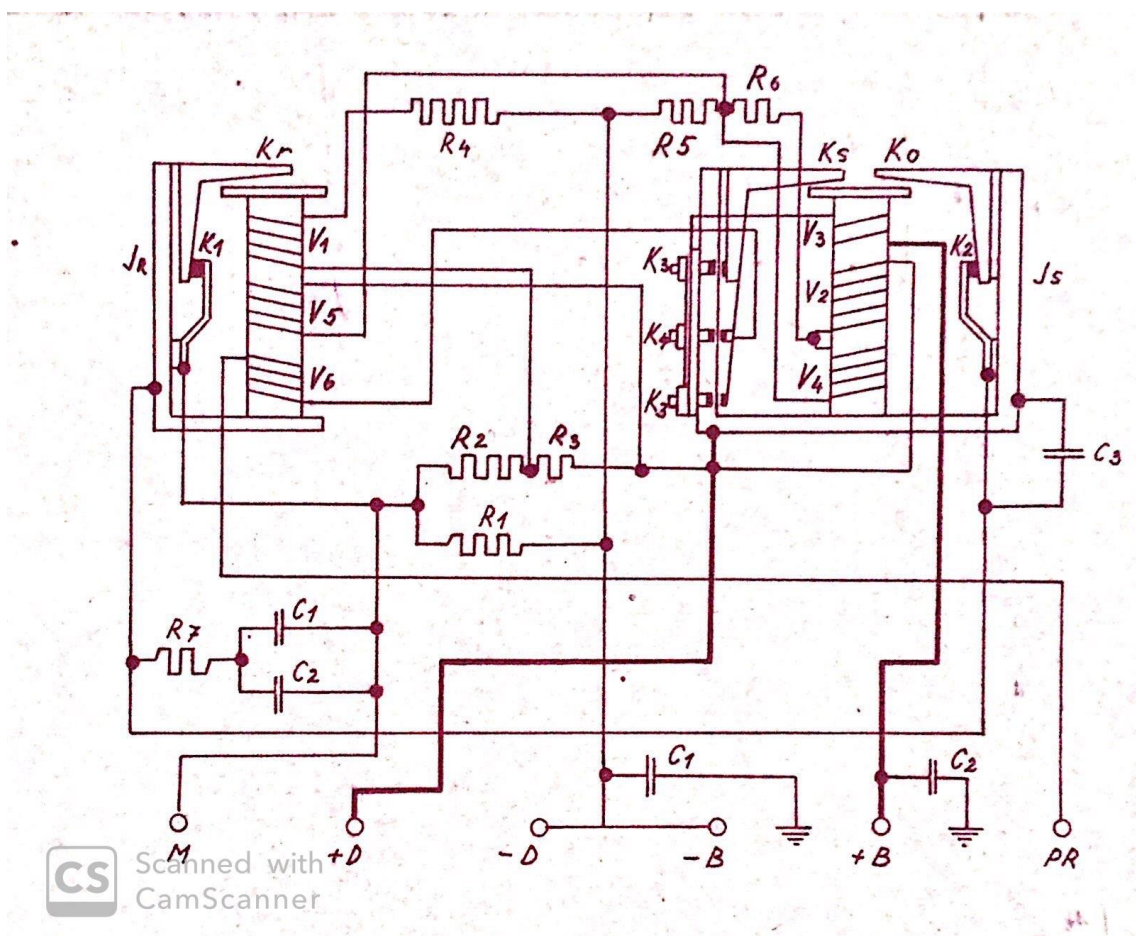 R6
R4
R5
Kr
Ks
Ko
K1
V1
V3
K2
JR
K3
Js
V5
V2
K4
V6
V4
K3
R2
R3
C3
R1
C1
R7
C2
C1
C2
M
+D
-D
-B
+B
PR
CS Scanned with
CamScanner